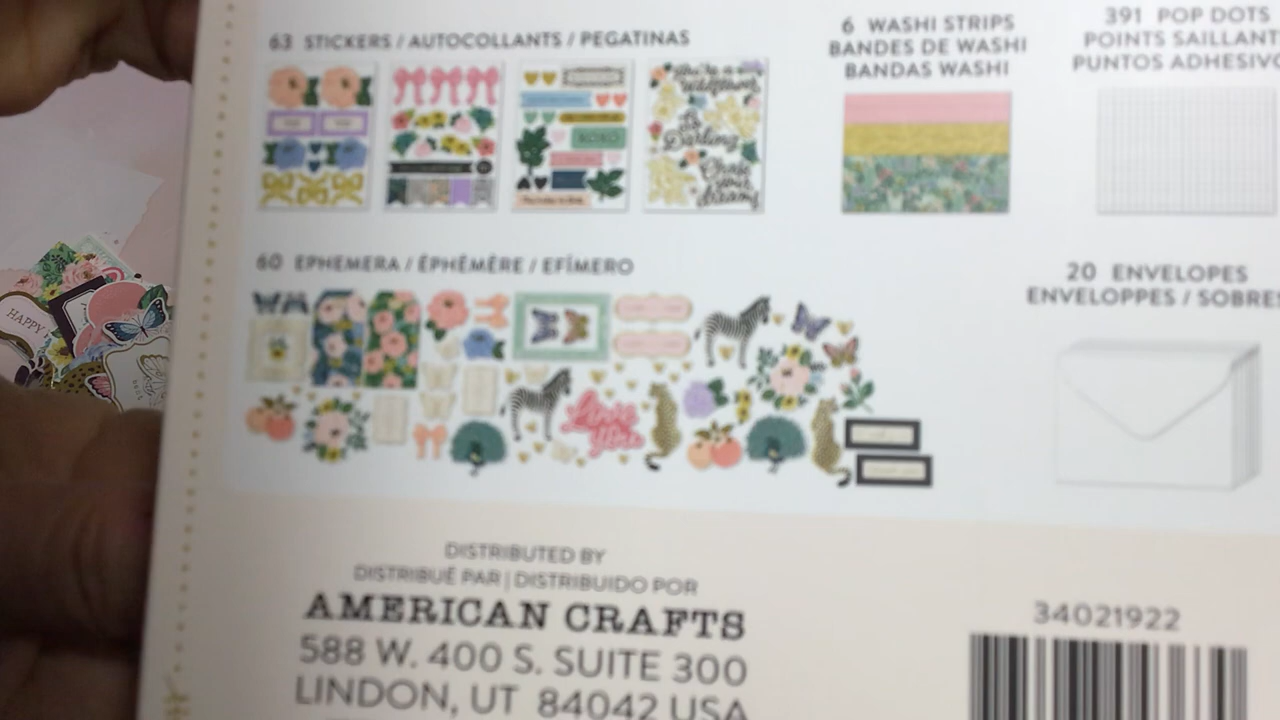 63 STICKERS / AUTOCOLLANTS / PEGATINAS
6 WASHI STRIPS
BANDES DE WASHI
BANDAS WASHI
391 POP DOTS
POINTS SAILLANT
PUNTOS ADHESIVO
Darling
60 EPHEMERA / ÉPHÉMÈRE / EFÍMERO
20 ENVELOPES
ENVELOPPES / SOBRES
HAPPY
DISTRIBUTED BY
DISTRIBUÉ PAR | DISTRIBUIDO POR
AMERICAN CRAFTS
588 W. 400 S. SUITE 300
LINDON, UT 84042 USA
34021922